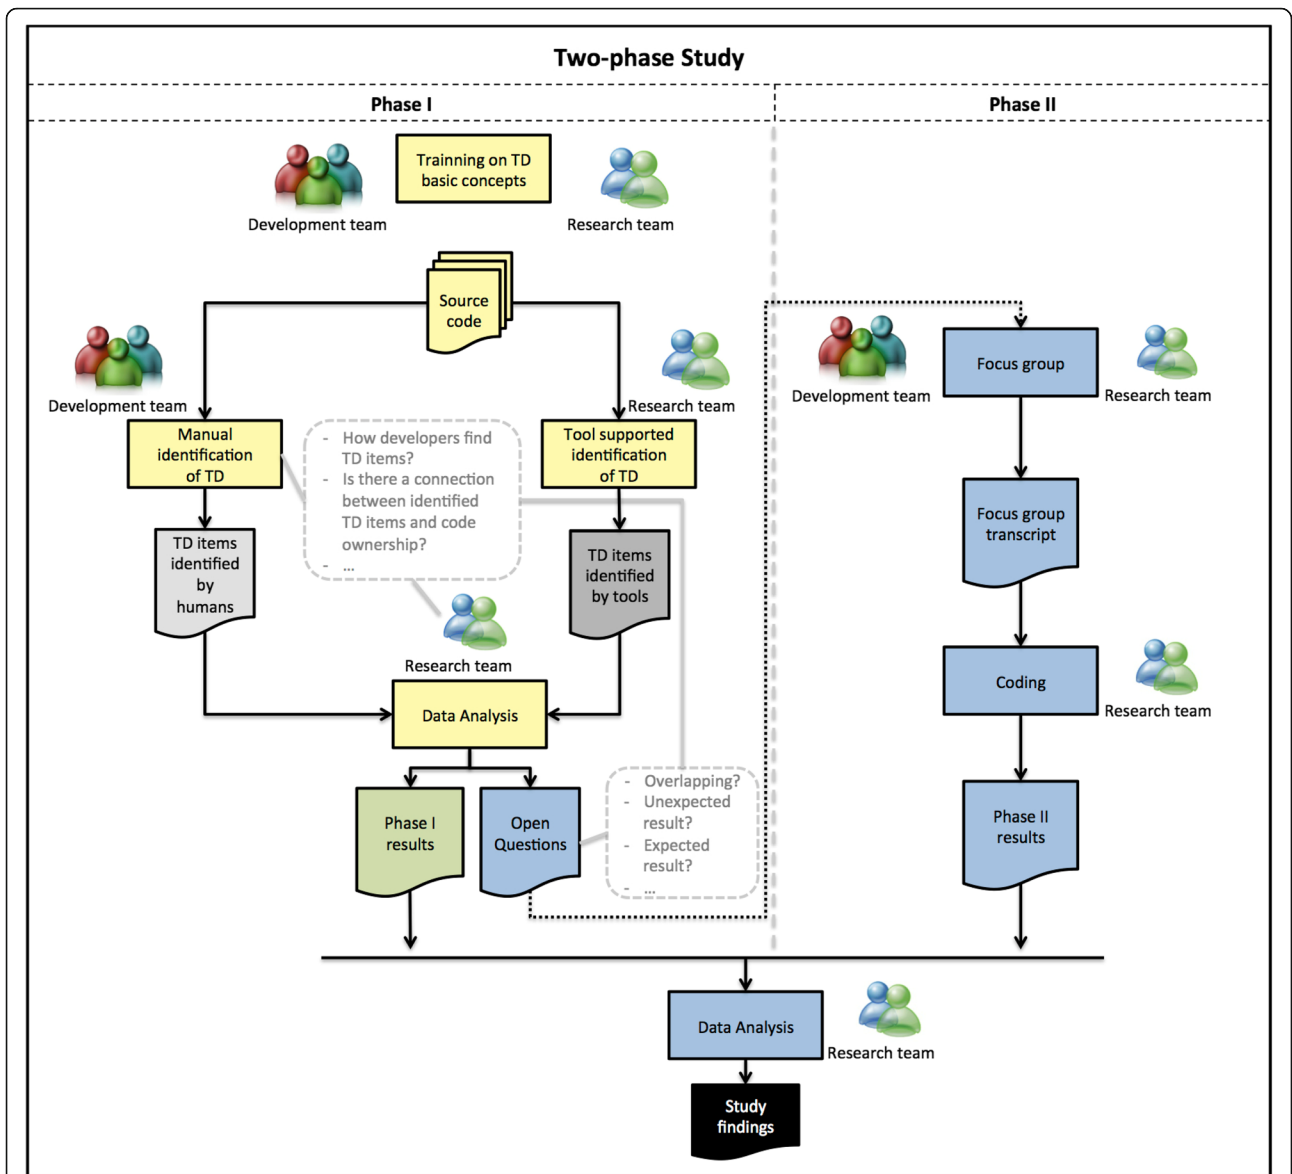 Two-phase Study
Phase I
Phase II
Trainning on TD
basic concepts
Development team
Research team
Source
code
Development team
Research team
Manual
identification
of TD
- How developers find
TD items?
- Is there a connection
between identified
TD items and code
ownership?
- ...
Tool supported
identification
of TD
TD items
identified
by
humans
TD items
identified
by tools
Research team
Data Analysis
Phase I
results
Open
Questions
- Overlapping?
- Unexpected
result?
- Expected
result?
- ...
Development team
Focus group
Research team
Focus group
transcript
Coding
Research team
Phase II
results
Data Analysis
Research team
Study
findings